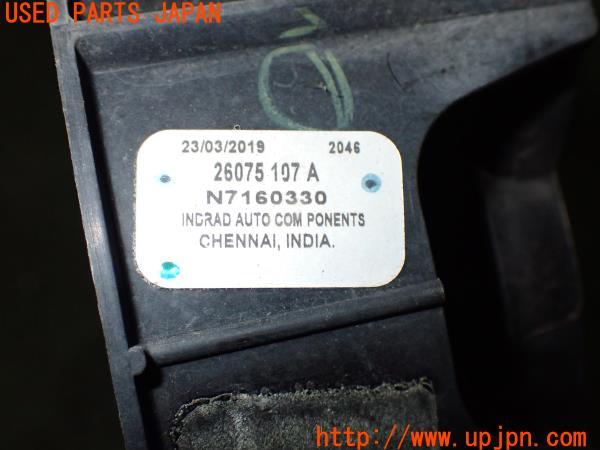 USED PARTS JAPAN
23/03/2019 2046
26075 107 A
N7160330
INDRAD AUTO COM PONENTS
CHENNAI, INDIA.
http://www.upjpn.com